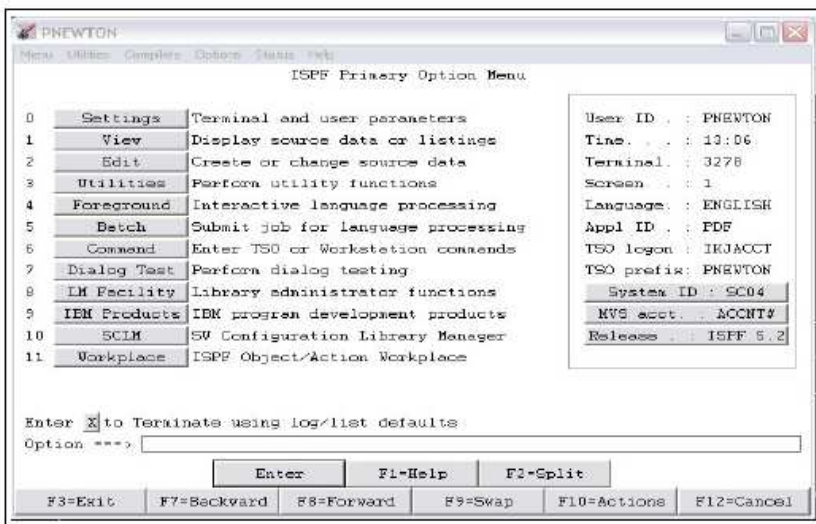 PNEWTON
Menu Utilities Compilers Options Status Help
ISPF Primary Option Menu
0 Settings Terminal and user parameters
1 View Display source data or listings
2 Edit Create or change source data
3 Utilities Perform utility functions
4 Foreground Interactive language processing
5 Batch Submit job for language processing
6 Command Enter TSO or Workstation commands
7 Dialog Test Perform dialog testing
8 LM Facility Library administrator functions
9 IBM Products IBM program development products
10 SCLM SW Configuration Library Manager
11 Workplace ISPF Object/Action Workplace
User ID . : PNEWTON
Time. . . : 13:06
Terminal. : 3278
Screen . : 1
Language. : ENGLISH
Appl ID . : PDF
TSO logon : IKJACCT
TSO prefix: PNEWTON
System ID : SC04
MVS acct. : ACCNT#
Release . : ISPF 5.2
Enter X to Terminate using log/list defaults
Option ===>
Enter F1=Help F2=Split
F3=Exit F7=Backward F8=Forward F9=Swap F10=Actions F12=Cancel